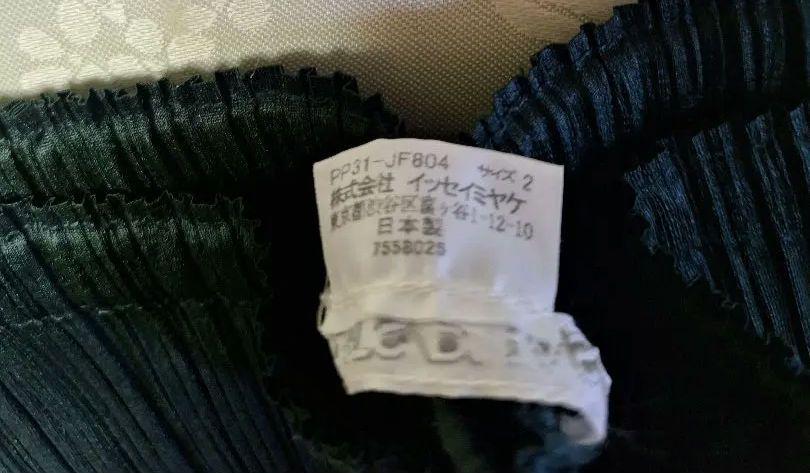 PP31-JF804 サイズ 2
株式会社 イッセイミヤケ
東京都渋谷区富ヶ谷1-12-10
日本製
7558025